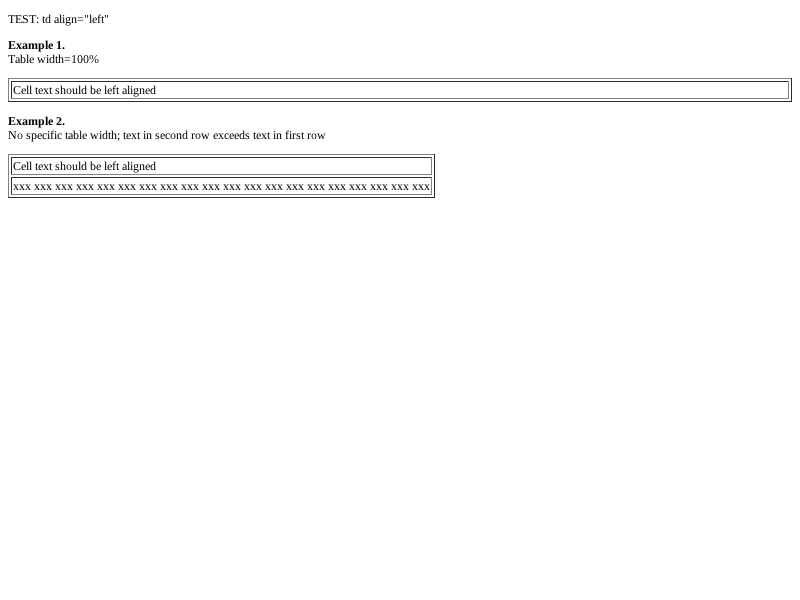 TEST: td align="left"
Example 1.
Table width=100%
Cell text should be left aligned
Example 2.
No specific table width; text in second row exceeds text in first row
Cell text should be left aligned
xxx xxx xxx xxx xxx xxx xxx xxx xxx xxx xxx xxx xxx xxx xxx xxx xxx xxx xxx xxx